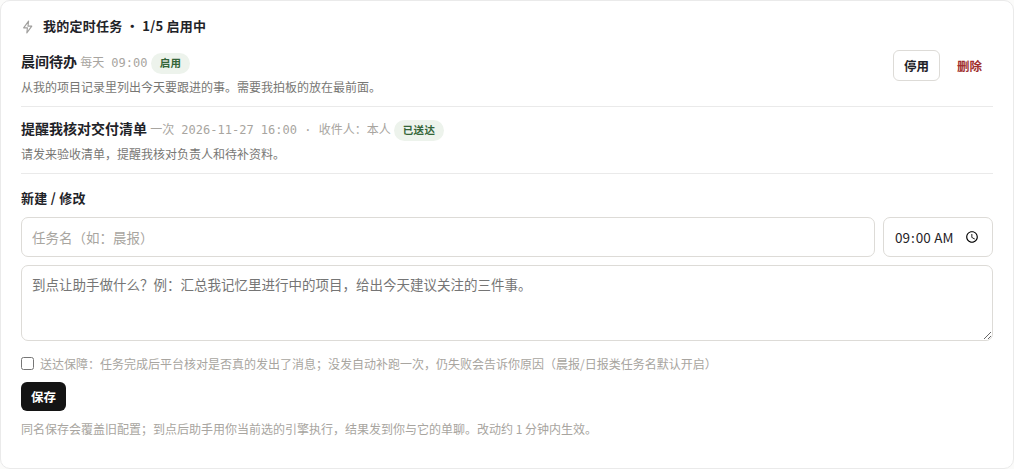 我的定时任务 · 1/5 启用中
晨间待办 每天 09:00 启用
停用 删除
从我的项目记录里列出今天要跟进的事。需要我拍板的放在最前面。
提醒我核对交付清单 一次 2026-11-27 16:00 · 收件人：本人 已送达
请发来验收清单，提醒我核对负责人和待补资料。
新建 / 修改
任务名（如：晨报） 09:00 AM
到点让助手做什么？例：汇总我记忆里进行中的项目，给出今天建议关注的三件事。
送达保障：任务完成后平台核对是否真的发出了消息；没发自动补跑一次，仍失败会告诉你原因（晨报/日报类任务名默认开启）
保存
同名保存会覆盖旧配置；到点后助手用你当前选的引擎执行，结果发到你与它的单聊。改动约 1 分钟内生效。